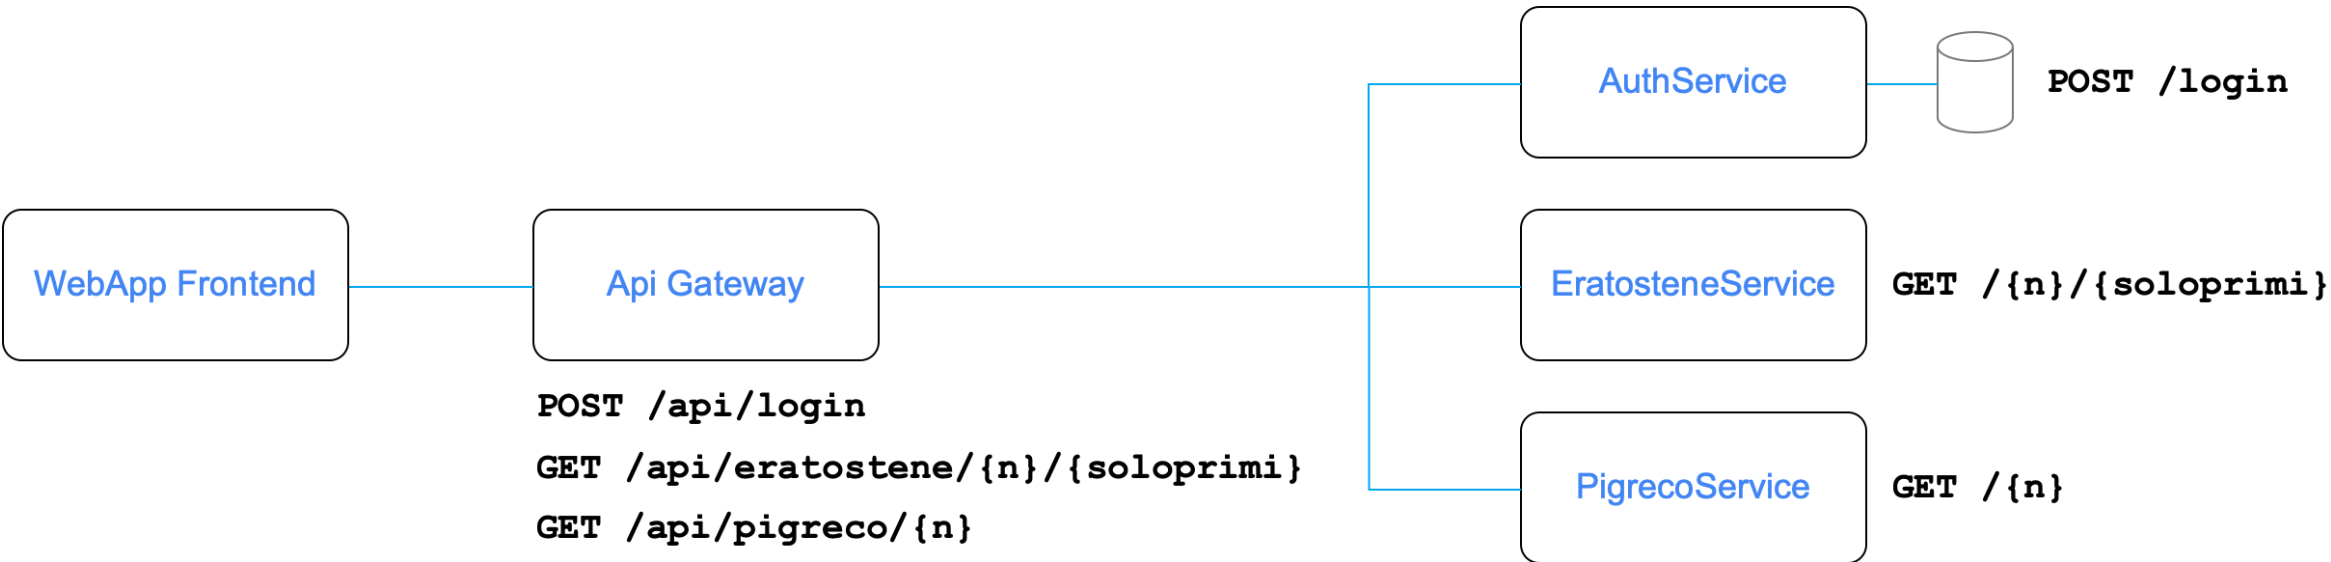 AuthService
POST /login
WebApp Frontend
Api Gateway
EratosteneService
GET /{n}/{soloprimi}
POST /api/login
GET /api/eratostene/{n}/{soloprimi}
GET /api/pigreco/{n}
PigrecoService
GET /{n}